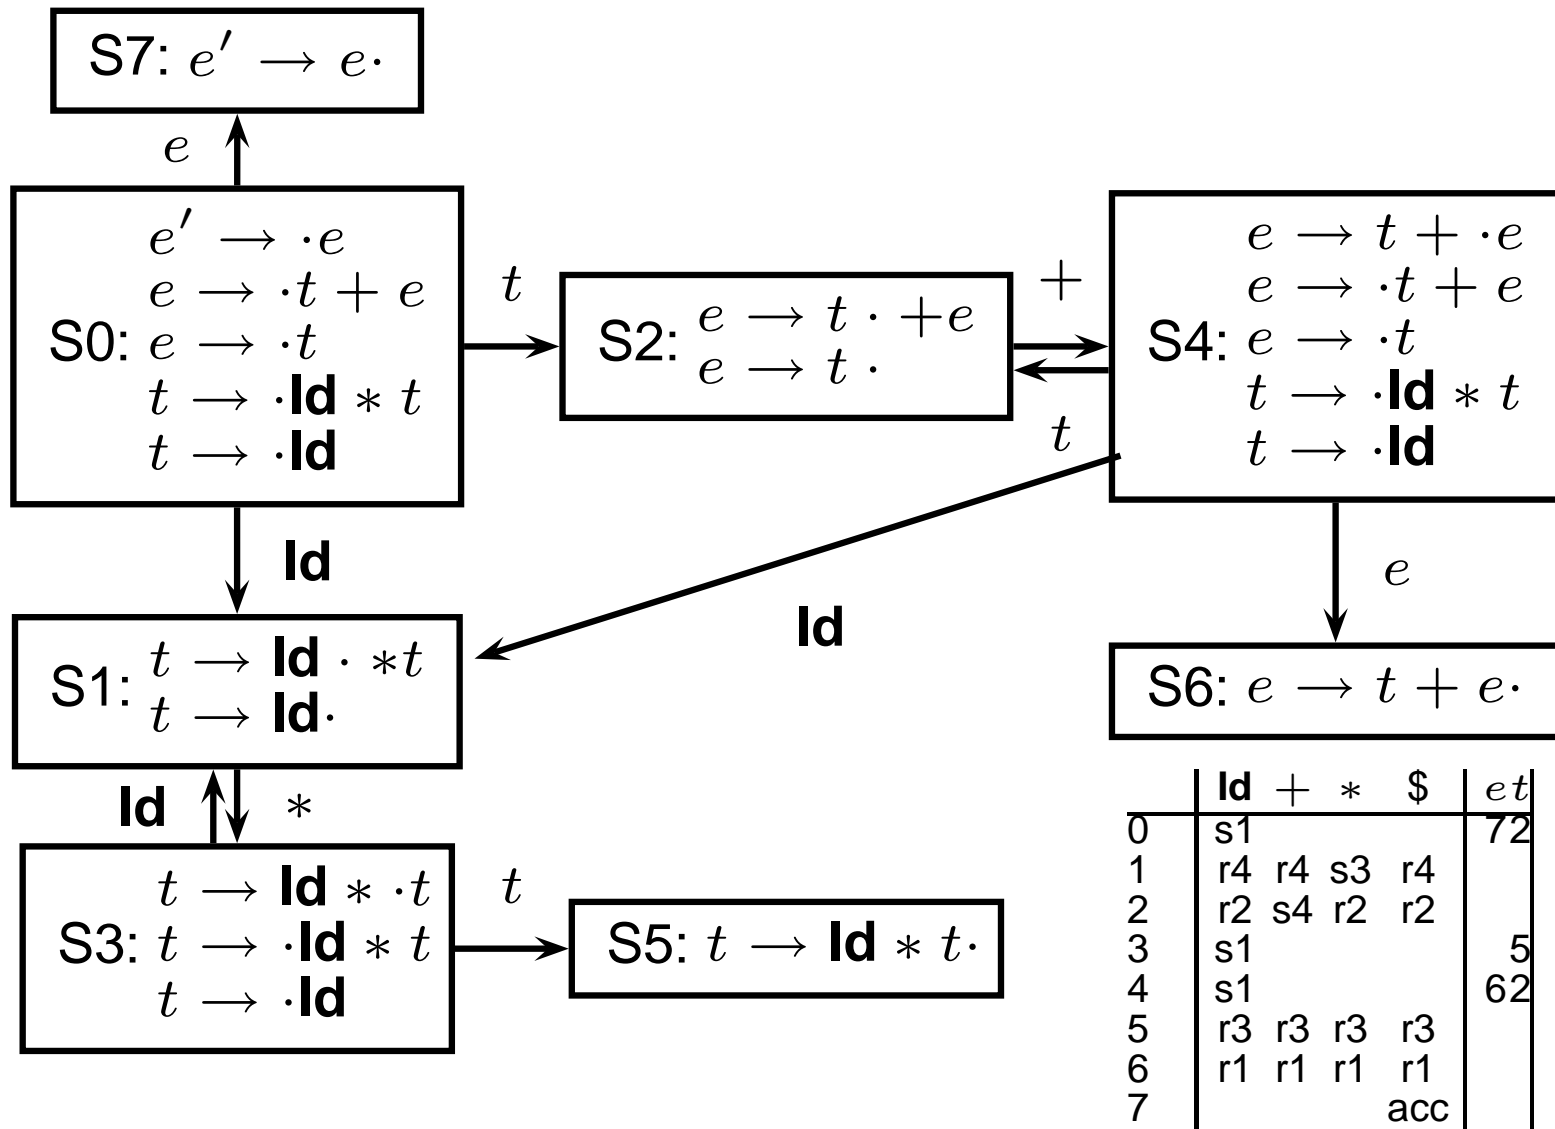 S7: e′ → e·
e
S0:
e′ → ·e
e → ·t + e
e → ·t
t → ·Id ∗ t
t → ·Id
t
S2:
e → t · +e
e → t ·
+
t
S4:
e → t + ·e
e → ·t + e
e → ·t
t → ·Id ∗ t
t → ·Id
Id
Id
e
S1:
t → Id · ∗t
t → Id·
S6: e → t + e·
Id ∗
S3:
t → Id ∗ ·t
t → ·Id ∗ t
t → ·Id
t
S5: t → Id ∗ t·
Id + ∗ $ e t
0 s1 7 2
1 r4 r4 s3 r4
2 r2 s4 r2 r2
3 s1 5
4 s1 6 2
5 r3 r3 r3 r3
6 r1 r1 r1 r1
7 acc